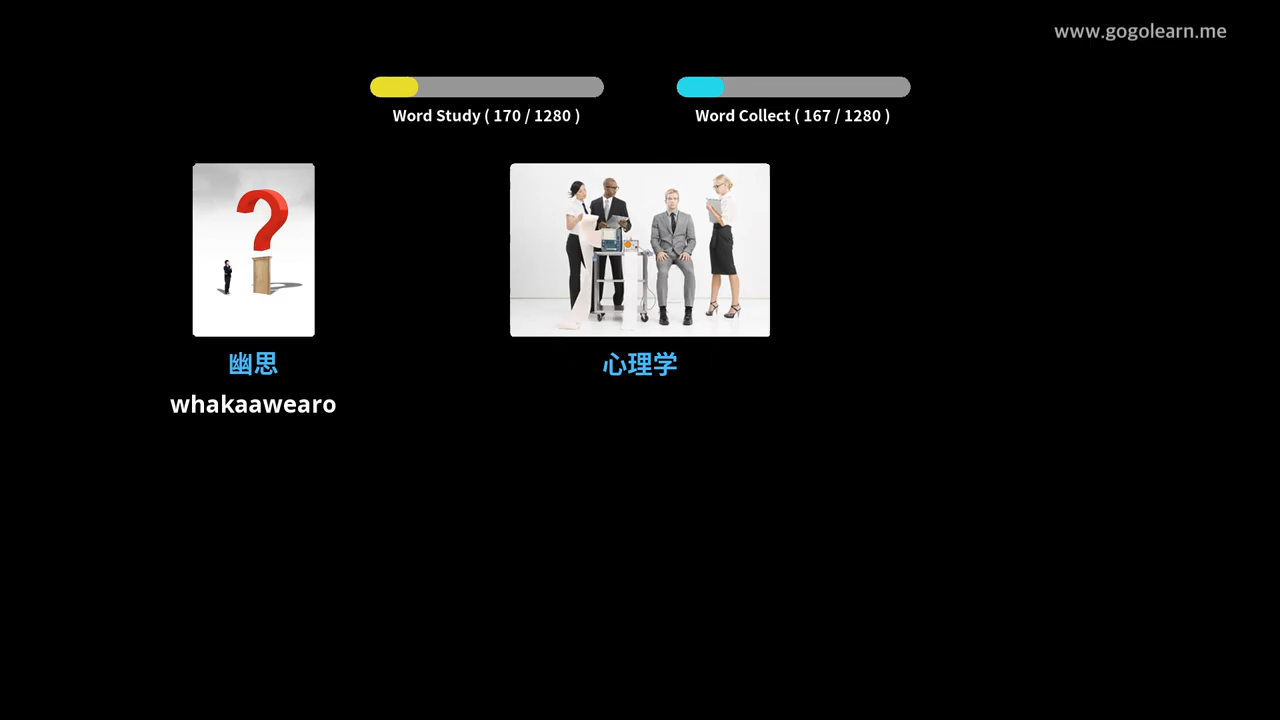 www.gogolearn.me
Word Study ( 170 / 1280 )
Word Collect ( 167 / 1280 )
幽思
心理学
whakaawearo